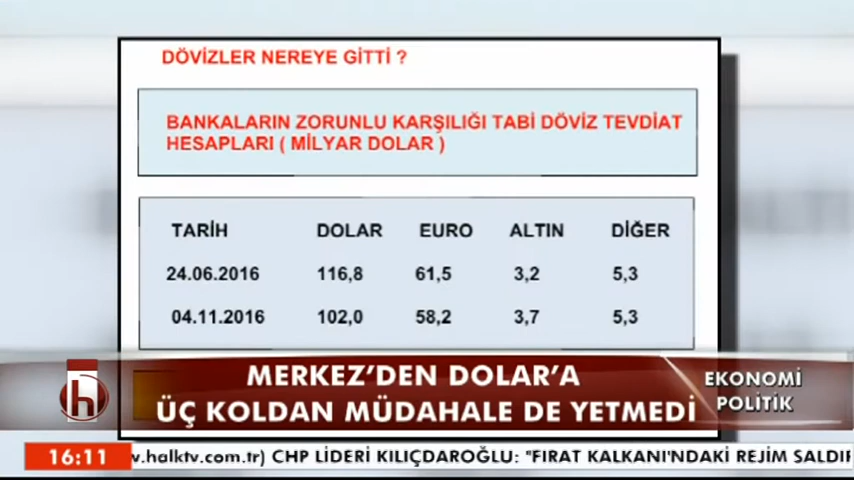 DÖVİZLER NEREYE GİTTİ ?
BANKALARIN ZORUNLU KARŞILIĞI TABİ DÖVİZ TEVDİAT
HESAPLARI ( MİLYAR DOLAR )
TARİH DOLAR EURO ALTIN DİĞER
24.06.2016 116,8 61,5 3,2 5,3
04.11.2016 102,0 58,2 3,7 5,3
MERKEZ'DEN DOLAR'A
ÜÇ KOLDAN MÜDAHALE DE YETMEDİ
EKONOMİ
POLİTİK
h
16:11 v.halktv.com.tr) CHP LİDERİ KILIÇDAROĞLU: "FIRAT KALKANI'NDAKİ REJİM SALDIR